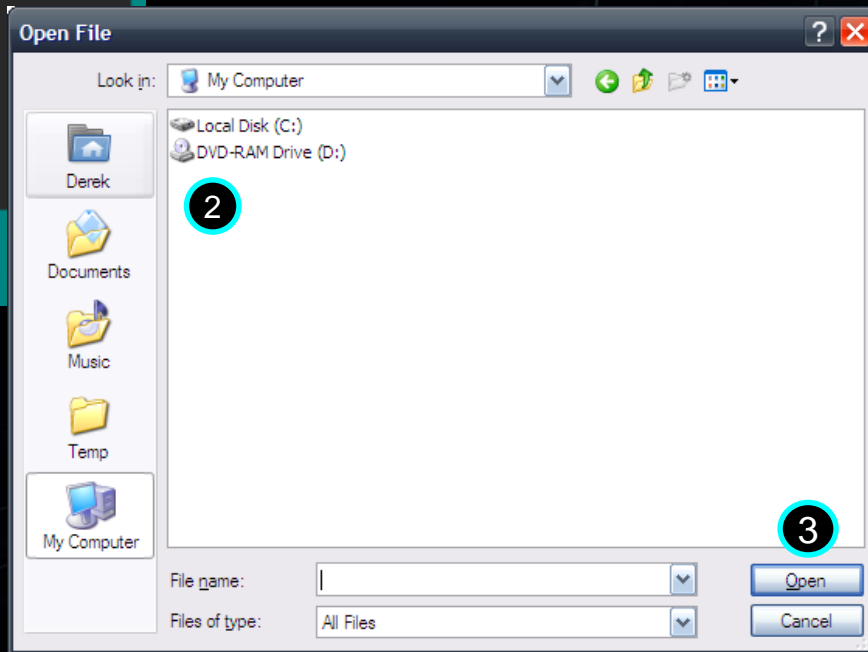 Open File
?
Look in: My Computer
Local Disk (C:)
DVD-RAM Drive (D:)
2
Derek
Documents
Music
Temp
My Computer
3
File name:
Open
Files of type: All Files
Cancel